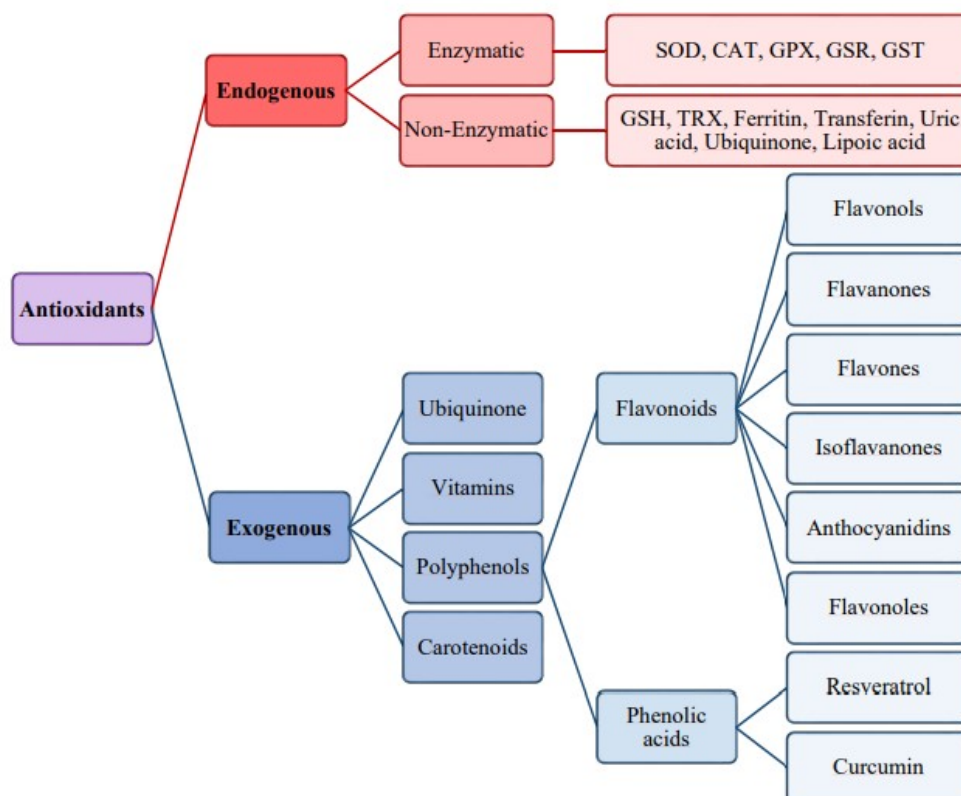 Antioxidants
Endogenous
Enzymatic
SOD, CAT, GPX, GSR, GST
Non-Enzymatic
GSH, TRX, Ferritin, Transferin, Uric
acid, Ubiquinone, Lipoic acid
Exogenous
Ubiquinone
Vitamins
Polyphenols
Carotenoids
Flavonoids
Flavonols
Flavanones
Flavones
Isoflavanones
Anthocyanidins
Flavonoles
Phenolic
acids
Resveratrol
Curcumin